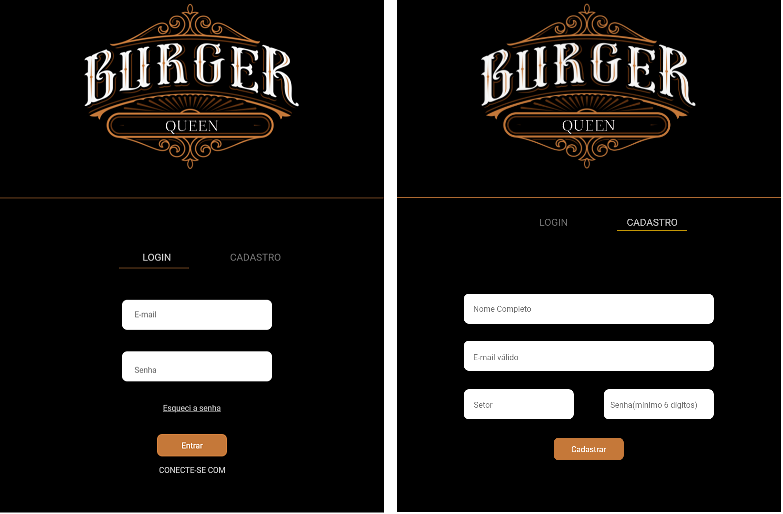 BURGER
QUEEN
LOGIN CADASTRO
E-mail
Senha
Esqueci a senha
Entrar
CONECTE-SE COM
BURGER
QUEEN
LOGIN CADASTRO
Nome Completo
E-mail válido
Setor Senha(mínimo 6 dígitos)
Cadastrar